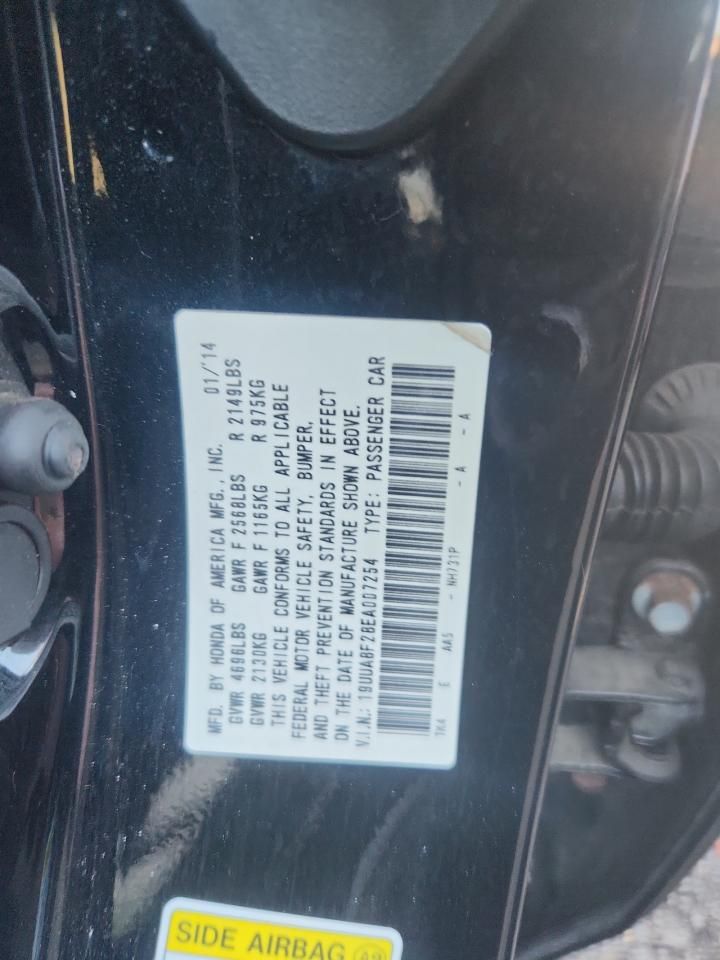 MFD. BY HONDA OF AMERICA MFG., INC. 01/'14
GVWR 4696LBS GAWR F 2568LBS R 2149LBS
GVWR 2130KG GAWR F 1165KG R 975KG
THIS VEHICLE CONFORMS TO ALL APPLICABLE
FEDERAL MOTOR VEHICLE SAFETY, BUMPER,
AND THEFT PREVENTION STANDARDS IN EFFECT
ON THE DATE OF MANUFACTURE SHOWN ABOVE.
V.I.N.: 19UUA8F28EA007254 TYPE: PASSENGER CAR
TK4 E AA5 - NH731P - A - A
SIDE AIRBAG